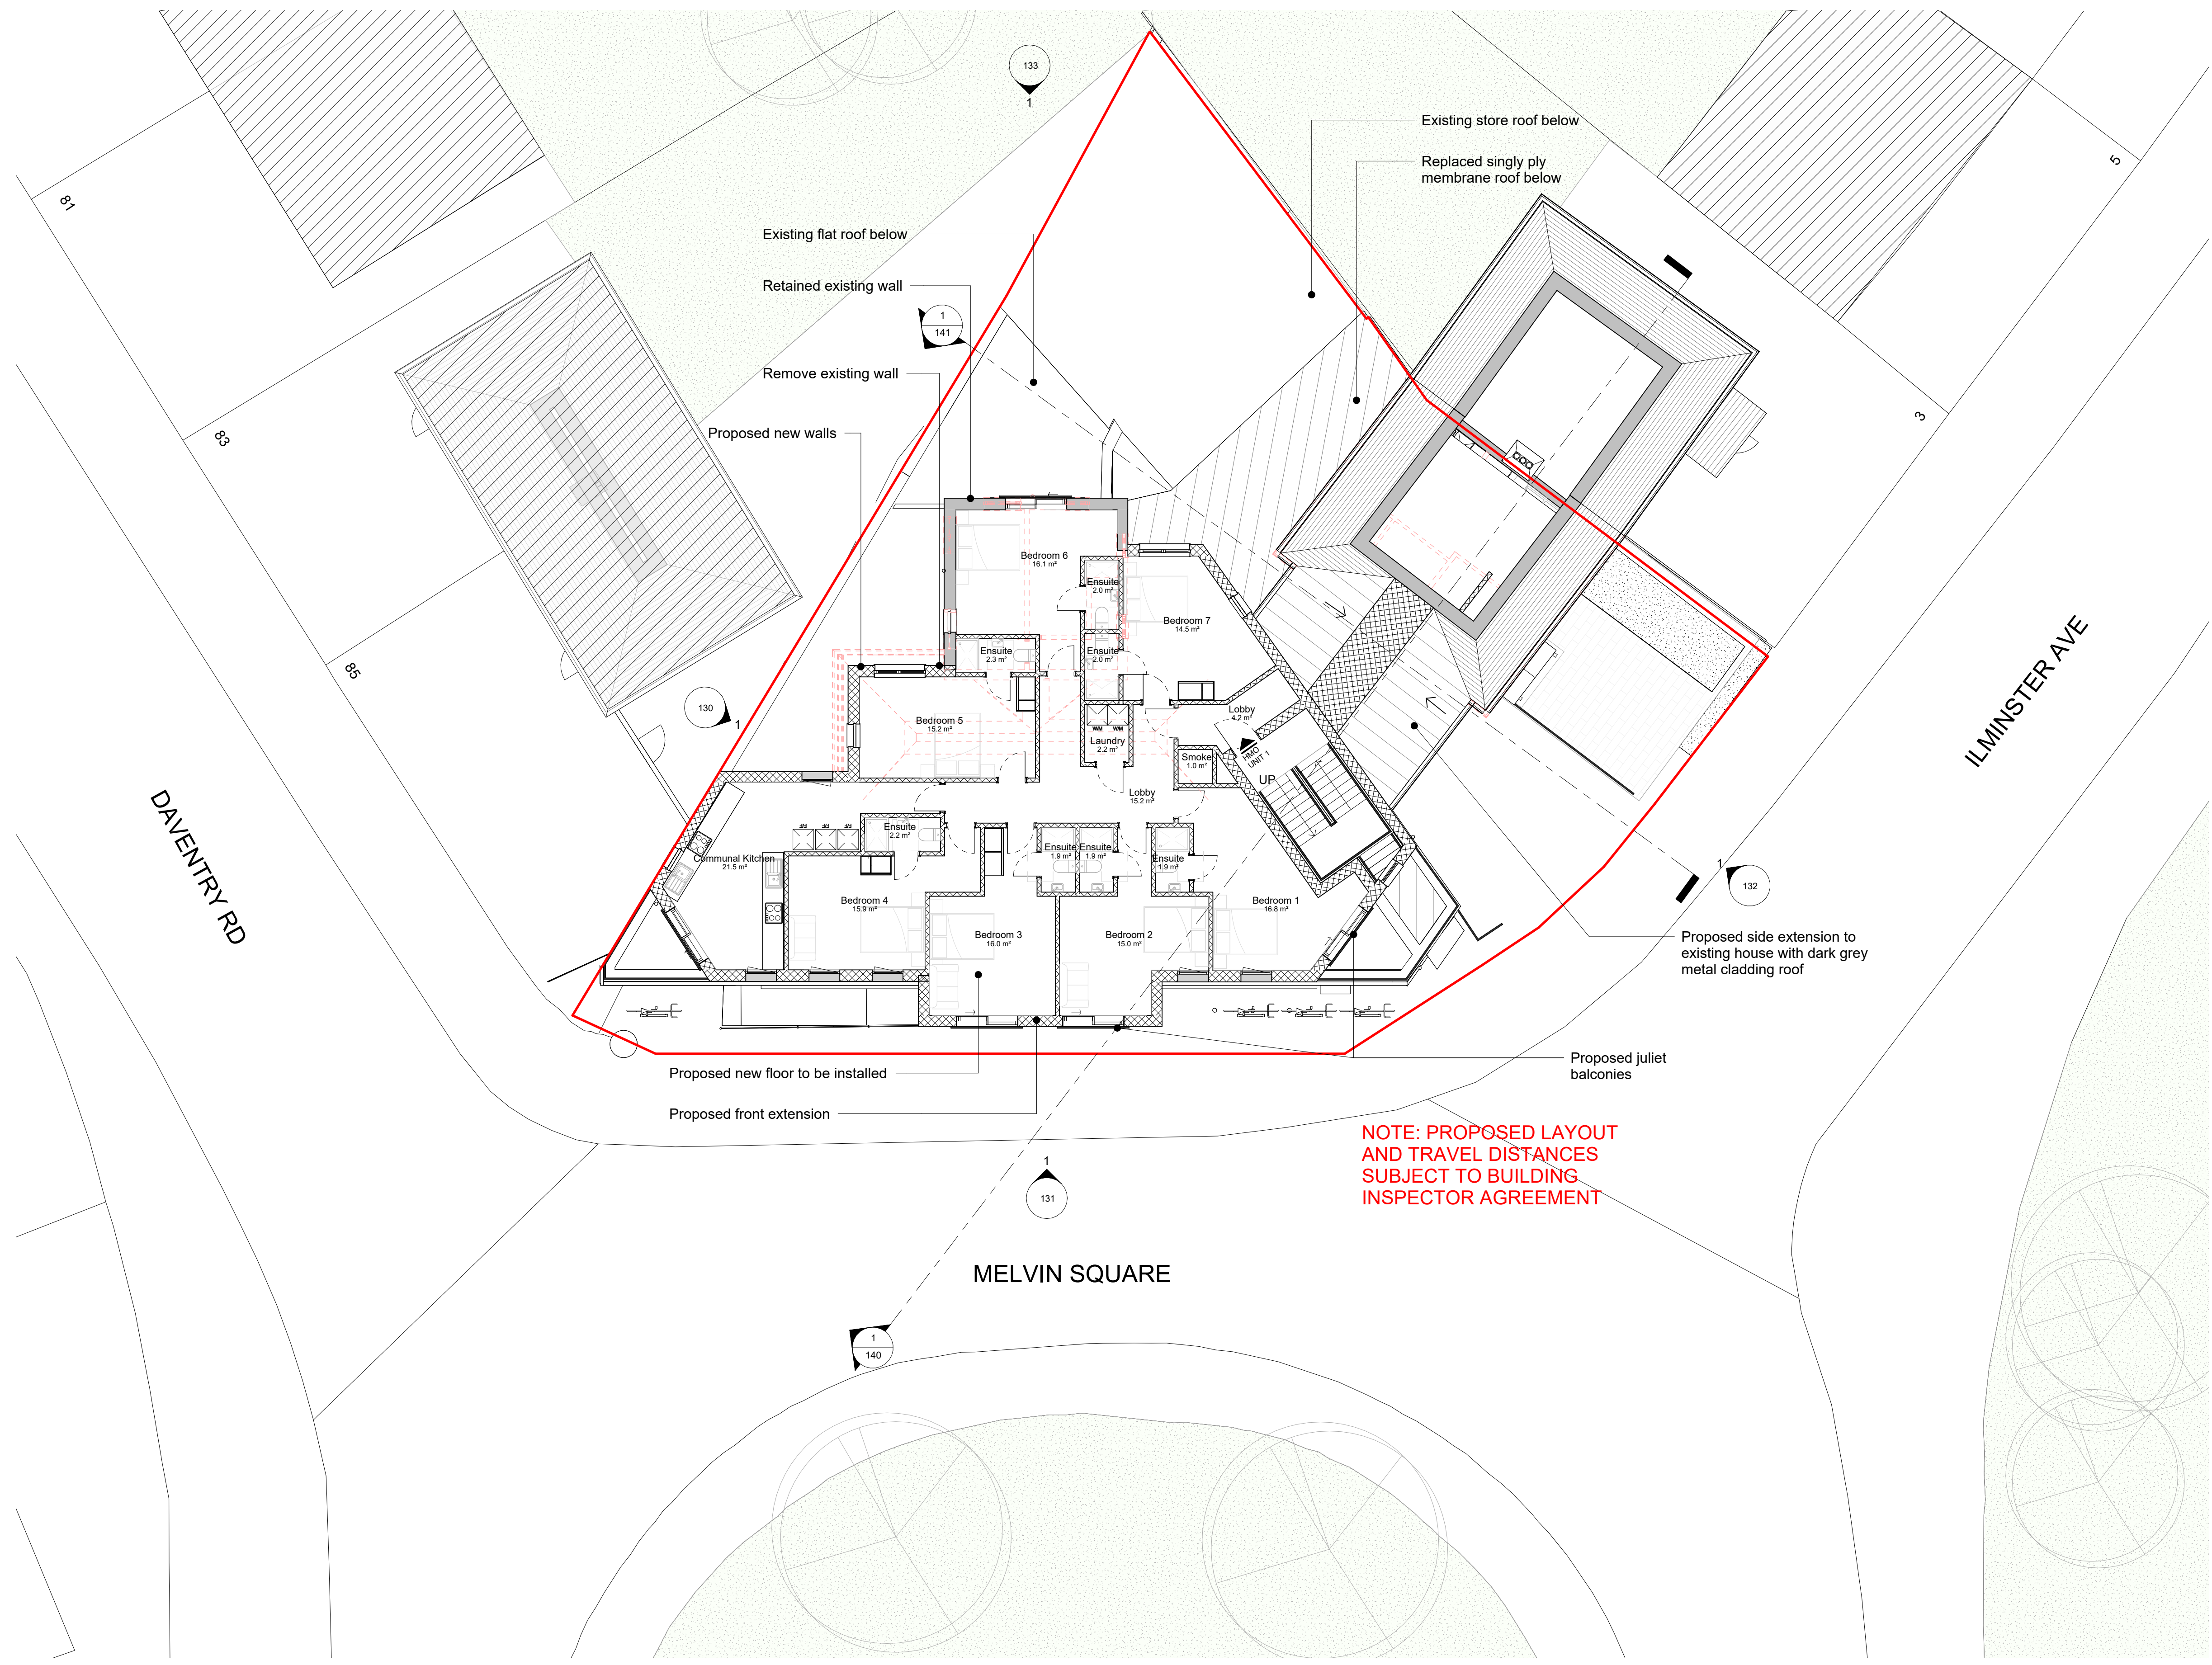 133
1
Existing store roof below
Replaced singly ply
membrane roof below
5
81
Existing flat roof below
Retained existing wall
1
141
Remove existing wall
Proposed new walls
3
83
85
Bedroom 6
16.1 m²
Ensuite
2.0 m²
Bedroom 7
14.5 m²
Ensuite
2.3 m²
Ensuite
2.0 m²
130
1
Bedroom 5
15.2 m²
Lobby
4.2 m²
W/M
W/M
Laundry
2.2 m²
Smoke
1.0 m²
HMO
UNIT 1
UP
Lobby
15.2 m²
ILMINSTER AVE
DAVENTRY RD
Ensuite
2.2 m²
Communal Kitchen
21.5 m²
Ensuite
1.9 m²
Ensuite
1.9 m²
Ensuite
1.9 m²
Bedroom 4
15.9 m²
Bedroom 1
16.8 m²
Bedroom 3
16.0 m²
Bedroom 2
15.0 m²
1
132
Proposed side extension to
existing house with dark grey
metal cladding roof
Proposed juliet
balconies
Proposed new floor to be installed
Proposed front extension
NOTE: PROPOSED LAYOUT
AND TRAVEL DISTANCES
SUBJECT TO BUILDING
INSPECTOR AGREEMENT
1
131
MELVIN SQUARE
1
140